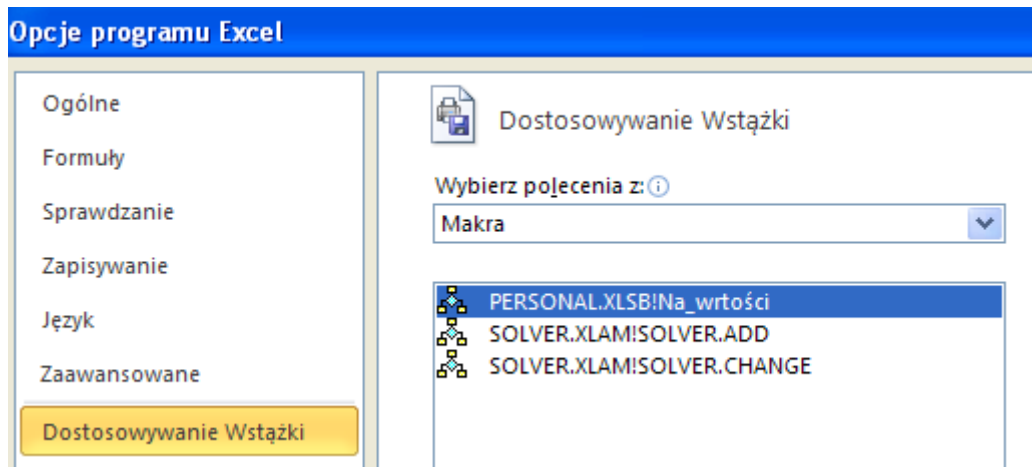 Opcje programu Excel
Ogólne
Formuły
Sprawdzanie
Zapisywanie
Język
Zaawansowane
Dostosowywanie Wstążki
Dostosowywanie Wstążki
Wybierz polecenia z:
Makra
PERSONAL.XLSB!Na_wrtości
SOLVER.XLAM!SOLVER.ADD
SOLVER.XLAM!SOLVER.CHANGE